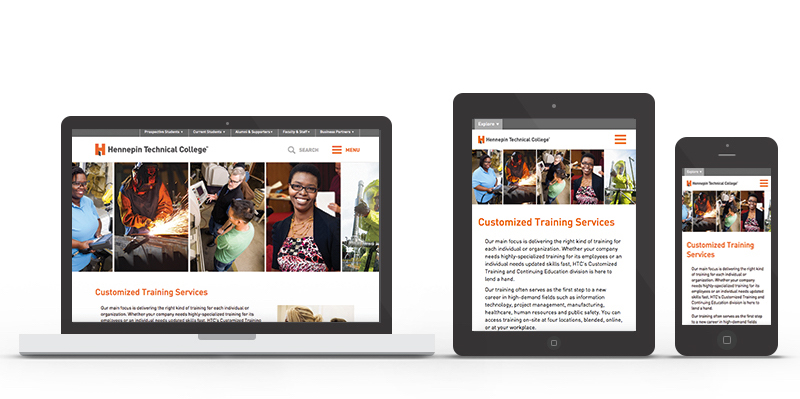 Prospective Students ▾ Current Students ▾ Alumni & Supporters ▾ Faculty & Staff ▾ Business Partners ▾
Hennepin Technical College®
SEARCH
MENU
Customized Training Services
Our main focus is delivering the right kind of training for each individual or
organization. Whether your company needs highly-specialized training for its
employees or an individual needs updated skills fast, HTC's Customized Training
Explore ▾
Hennepin Technical College®
Customized Training Services
Our main focus is delivering the right kind of training for
each individual or organization. Whether your company
needs highly-specialized training for its employees or an
individual needs updated skills fast, HTC's Customized
Training and Continuing Education division is here to
lend a hand.
Our training often serves as the first step to a new
career in high-demand fields such as information
technology, project management, manufacturing,
healthcare, human resources and public safety. You can
access training on-site at four locations, blended, online,
or at your workplace.
Explore ▾
Hennepin Technical College®
Customized Training
Services
Our main focus is delivering the right kind
of training for each individual or
organization. Whether your company needs
highly-specialized training for its
employees or an individual needs updated
skills fast, HTC's Customized Training and
Continuing Education division is here to
lend a hand.
Our training often serves as the first step to
a new career in high-demand fields